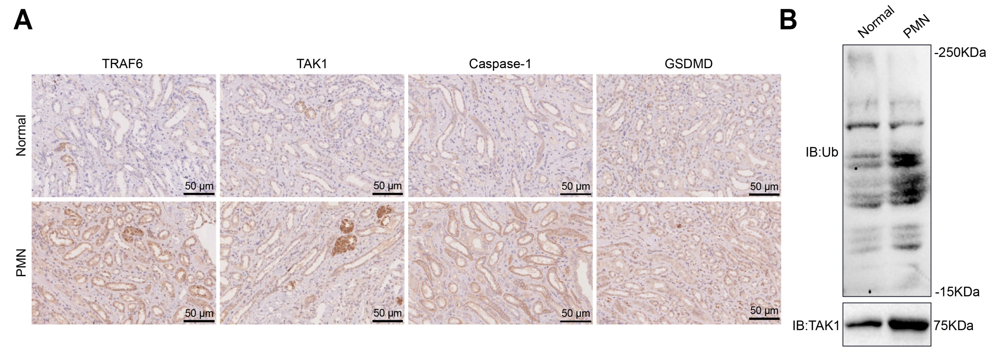 A
B
Normal
PMN
TRAF6
TAK1
Caspase-1
GSDMD
Normal
50 µm
50 µm
50 µm
50 µm
PMN
50 µm
50 µm
50 µm
50 µm
-250KDa
IB:Ub
-15KDa
IB:TAK1
75KDa